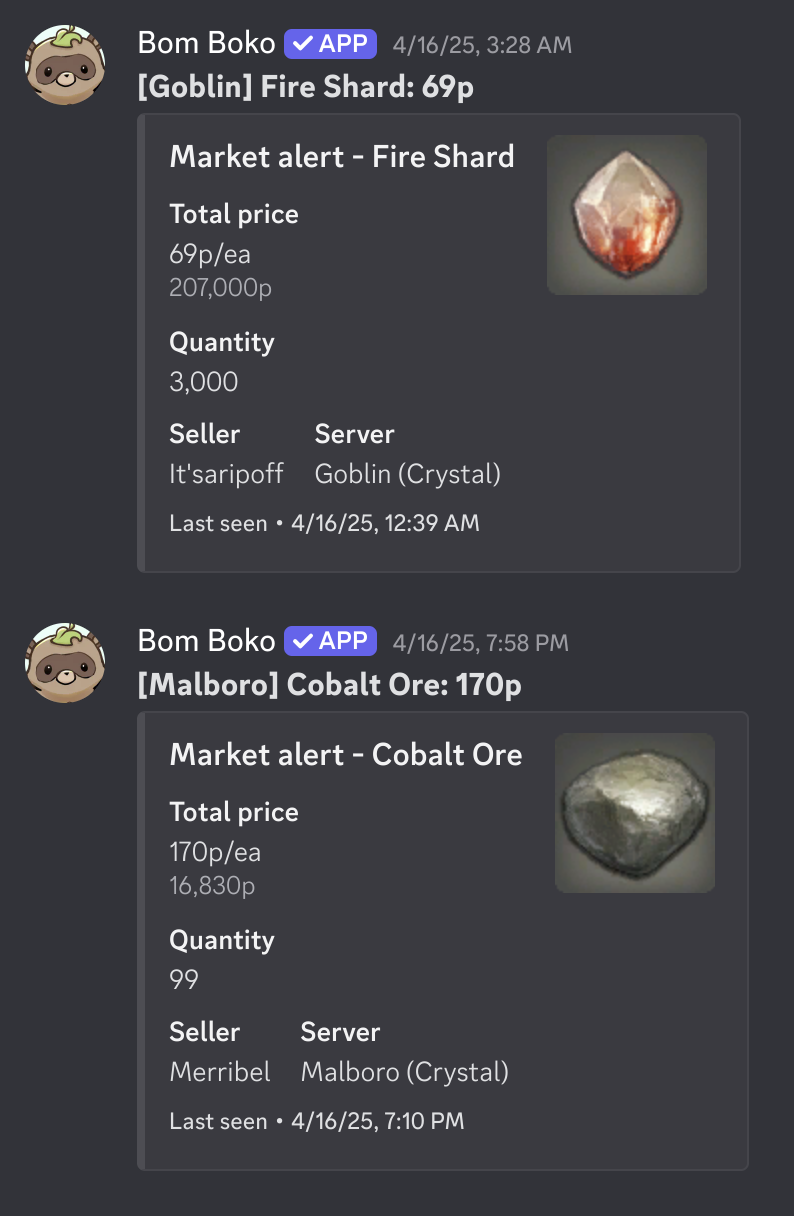 Bom Boko ✓ APP 4/16/25, 3:28 AM
[Goblin] Fire Shard: 69p
Market alert - Fire Shard
Total price
69p/ea
207,000p
Quantity
3,000
Seller Server
It'saripoff Goblin (Crystal)
Last seen • 4/16/25, 12:39 AM
Bom Boko ✓ APP 4/16/25, 7:58 PM
[Malboro] Cobalt Ore: 170p
Market alert - Cobalt Ore
Total price
170p/ea
16,830p
Quantity
99
Seller Server
Merribel Malboro (Crystal)
Last seen • 4/16/25, 7:10 PM